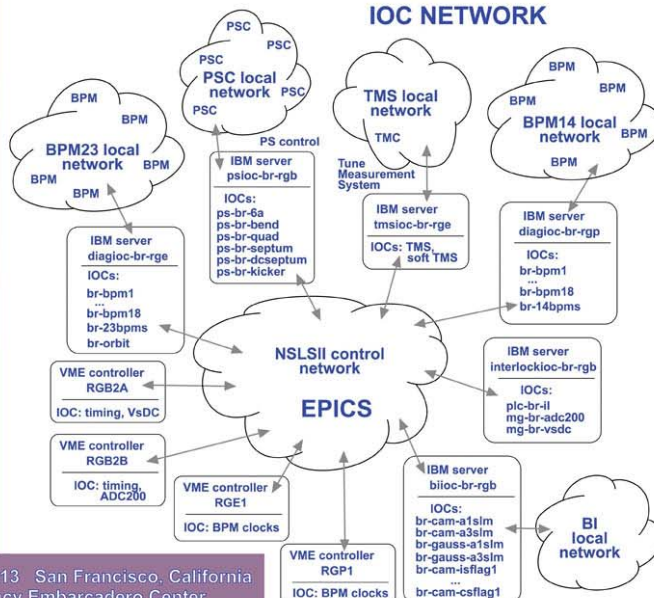 IOC NETWORK
PSC
PSC
PSC
PSC
PSC
PSC local
network
PSC
TMS local
network
TMC
BPM
BPM
BPM
BPM14 local
network
BPM
BPM
BPM
BPM
BPM
BPM
BPM23 local
network
BPM
BPM
BPM
BPM
PS control
IBM server
psioc-br-rgb
IOCs:
ps-br-6a
ps-br-bend
ps-br-quad
ps-br-septum
ps-br-dcseptum
ps-br-kicker
Tune
Measurement
System
IBM server
tmsioc-br-rge
IOCs: TMS,
soft TMS
IBM server
diagioc-br-rgp
IOCs:
br-bpm1
...
br-bpm18
br-14bpms
IBM server
diagioc-br-rge
IOCs:
br-bpm1
...
br-bpm18
br-23bpms
br-orbit
NSLSII control
network
EPICS
IBM server
interlockioc-br-rgb
IOCs:
plc-br-il
mg-br-adc200
mg-br-vsdc
VME controller
RGB2A
IOC: timing, VsDC
VME controller
RGB2B
IOC: timing,
ADC200
VME controller
RGE1
IOC: BPM clocks
VME controller
RGP1
IOC: BPM clocks
IBM server
biioc-br-rgb
IOCs:
br-cam-a1slm
br-cam-a3slm
br-gauss-a1slm
br-gauss-a3slm
br-cam-isflag1
...
br-cam-csflag1
BI
local
network
13 San Francisco, California
Embarcadero Center